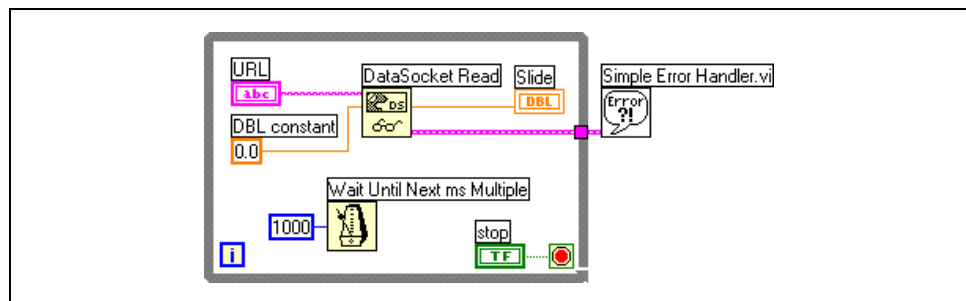 URL
abc
DataSocket Read
Slide
Simple Error Handler.vi
DS
DBL
Error
?!
DBL constant
0.0
Wait Until Next ms Multiple
1000
stop
TF
i